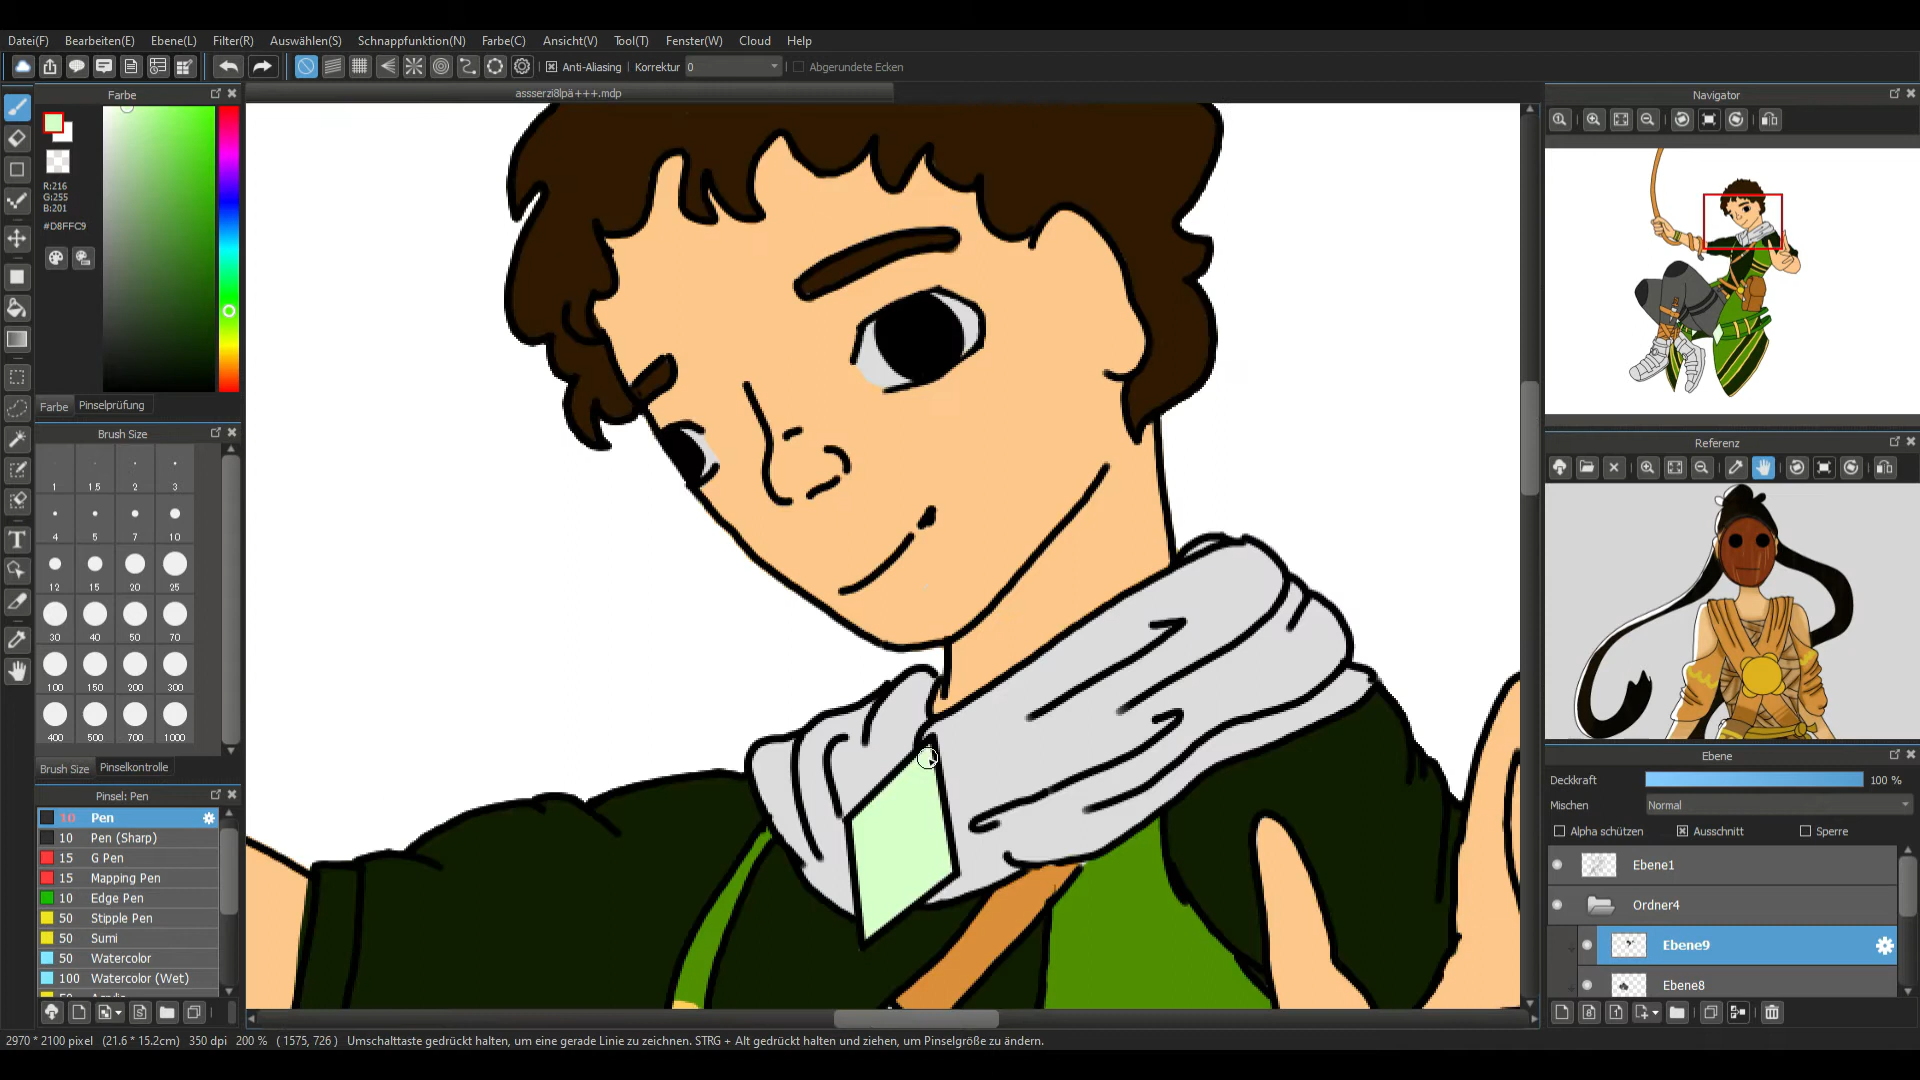 Datei(F) Bearbeiten(E) Ebene(L) Filter(R) Auswählen(S) Schnappfunktion(N) Farbe(C) Ansicht(V) Tool(T) Fenster(W) Cloud Help
Anti-Aliasing Korrektur 0 Abgerundete Ecken
Farbe
assserzi8lpä+++.mdp
Navigator
R:216
G:255
B:201
#D8FFC9
Farbe Pinselprüfung
Brush Size
1 1.5 2 3
4 5 7 10
12 15 20 25
30 40 50 70
100 150 200 300
400 500 700 1000
Brush Size Pinselkontrolle
Pinsel: Pen
10 Pen
10 Pen (Sharp)
15 G Pen
15 Mapping Pen
10 Edge Pen
50 Stipple Pen
50 Sumi
50 Watercolor
100 Watercolor (Wet)
Referenz
Ebene
Deckkraft 100 %
Mischen Normal
Alpha schützen Ausschnitt Sperre
Ebene1
Ordner4
Ebene9
Ebene8
2970 * 2100 pixel (21.6 * 15.2cm) 350 dpi 200 % ( 1575, 726 ) Umschalttaste gedrückt halten, um eine gerade Linie zu zeichnen. STRG + Alt gedrückt halten und ziehen, um Pinselgröße zu ändern.